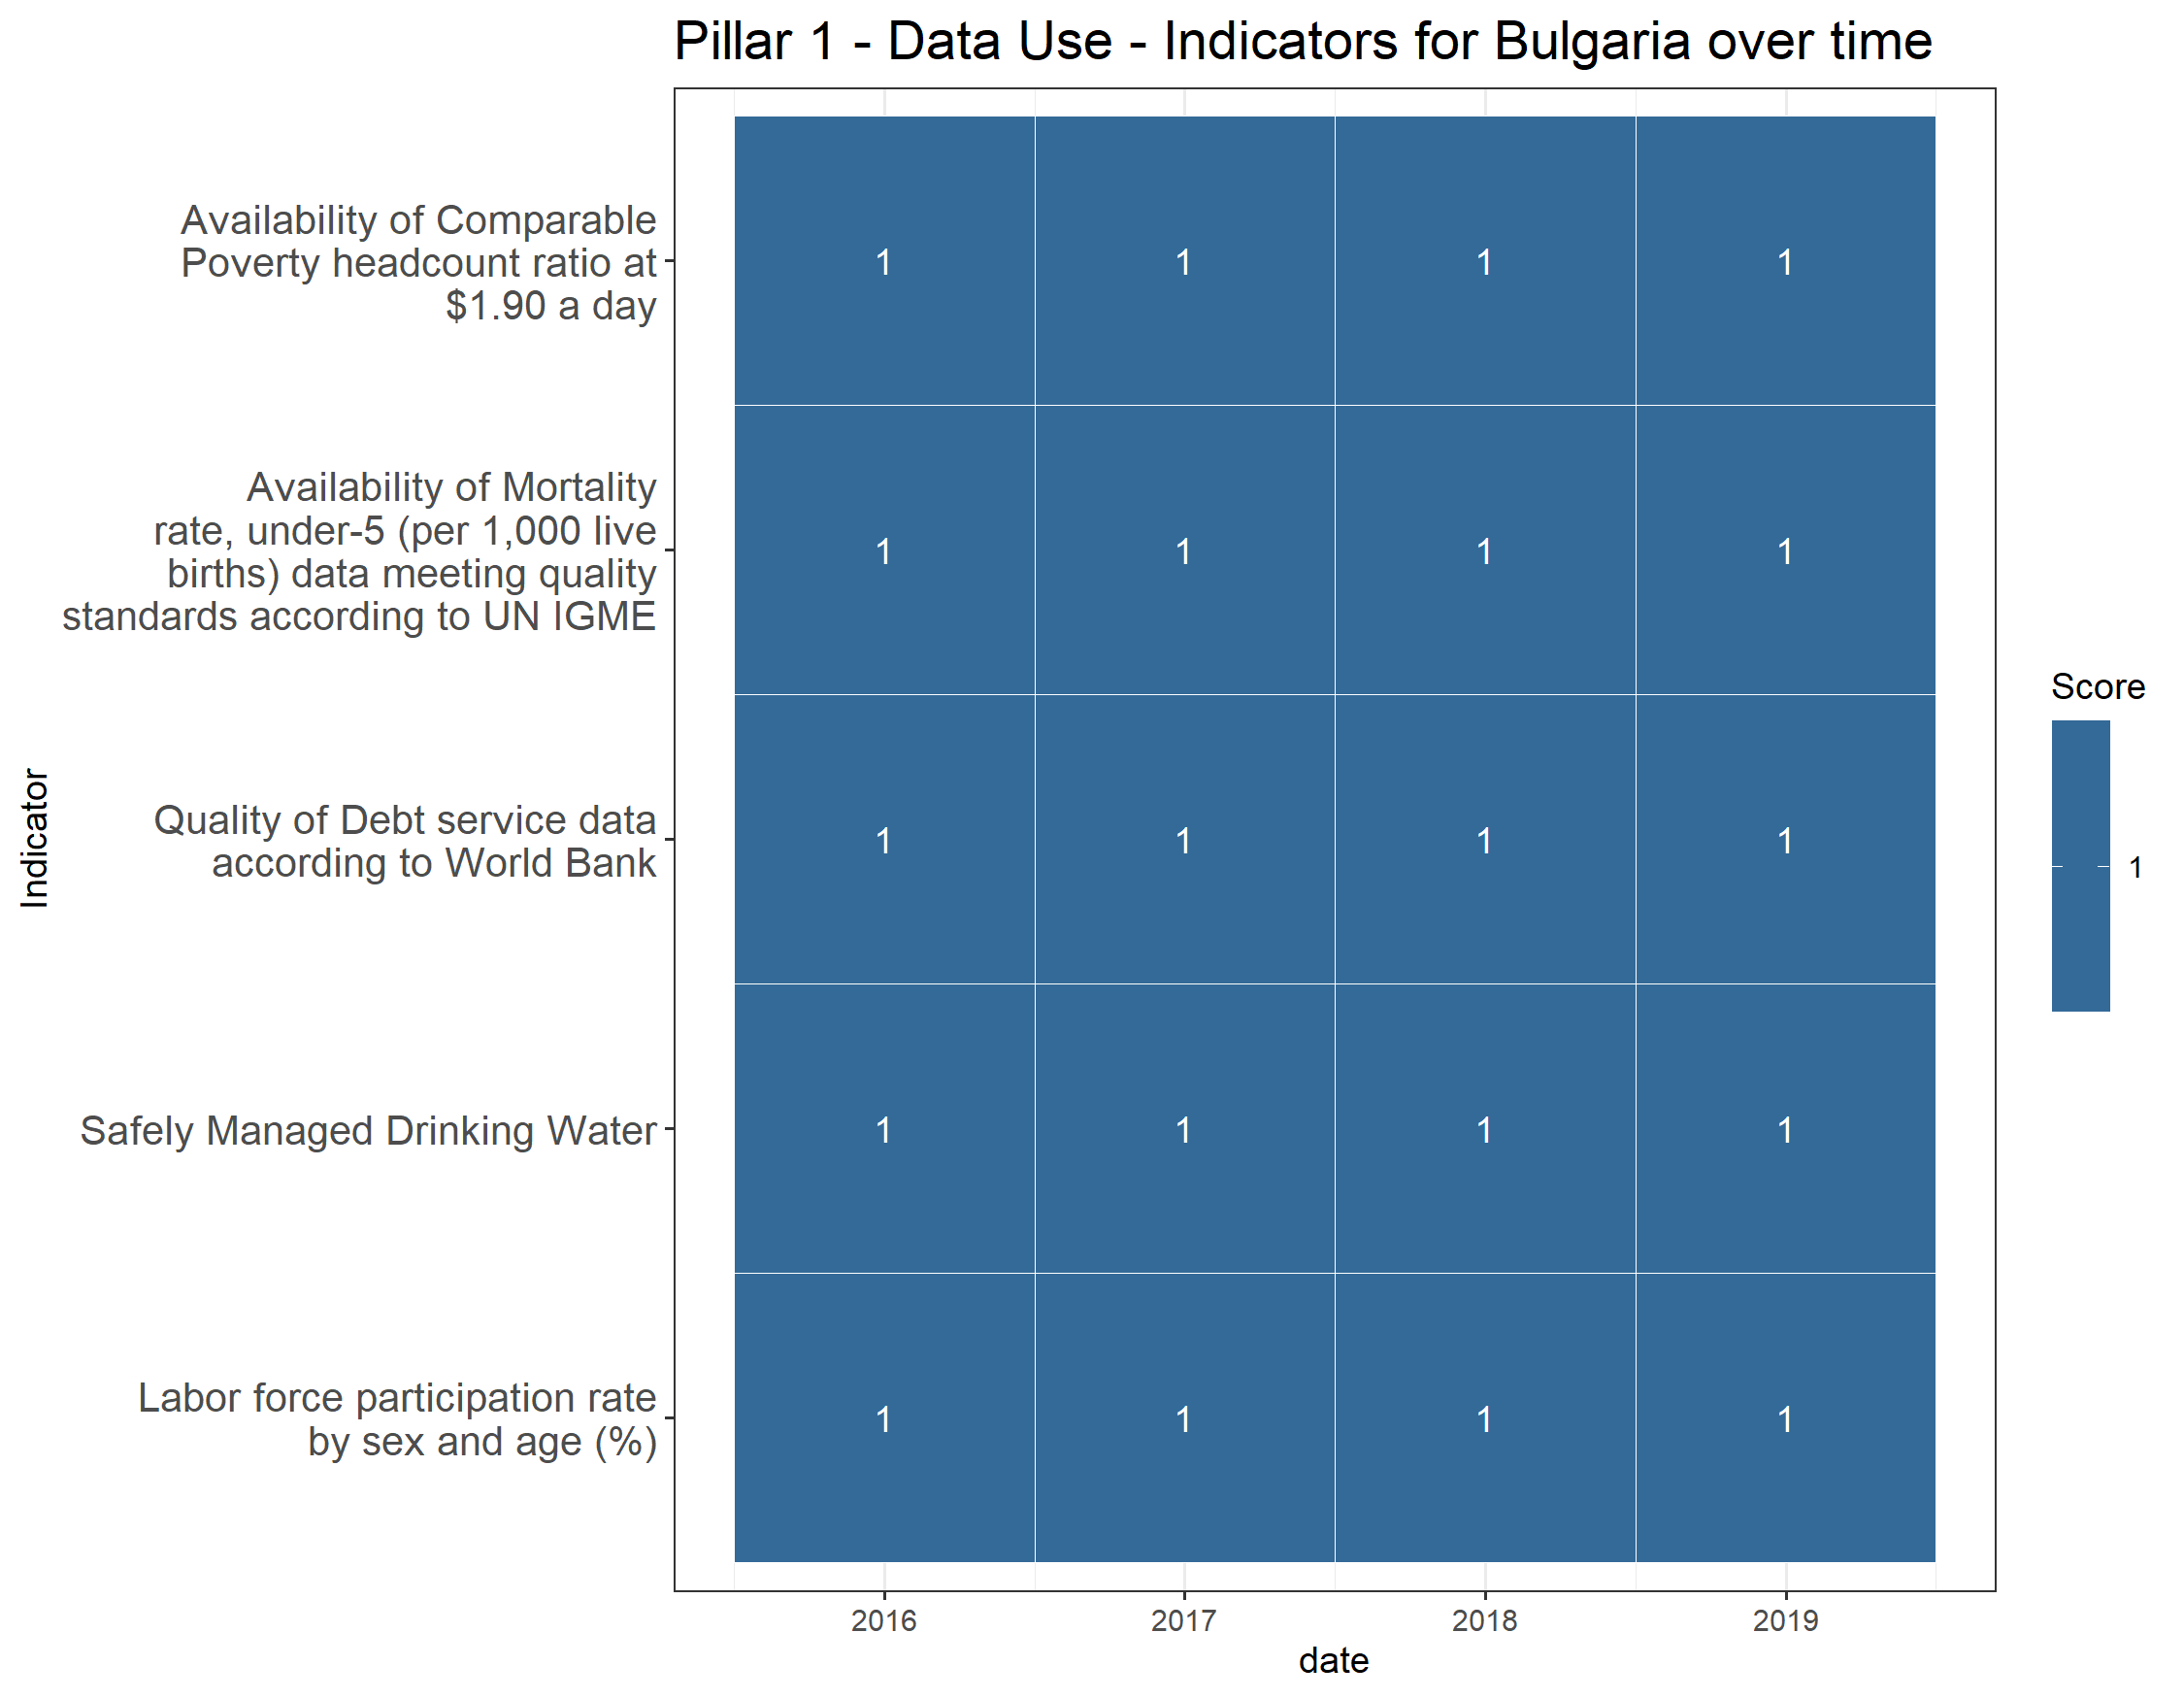 Pillar 1 - Data Use - Indicators for Bulgaria over time
Indicator
Availability of Comparable
Poverty headcount ratio at
$1.90 a day
1 1 1 1
Availability of Mortality
rate, under-5 (per 1,000 live
births) data meeting quality
standards according to UN IGME
1 1 1 1
Quality of Debt service data
according to World Bank
1 1 1 1
Safely Managed Drinking Water
1 1 1 1
Labor force participation rate
by sex and age (%)
1 1 1 1
2016 2017 2018 2019
date
Score
1